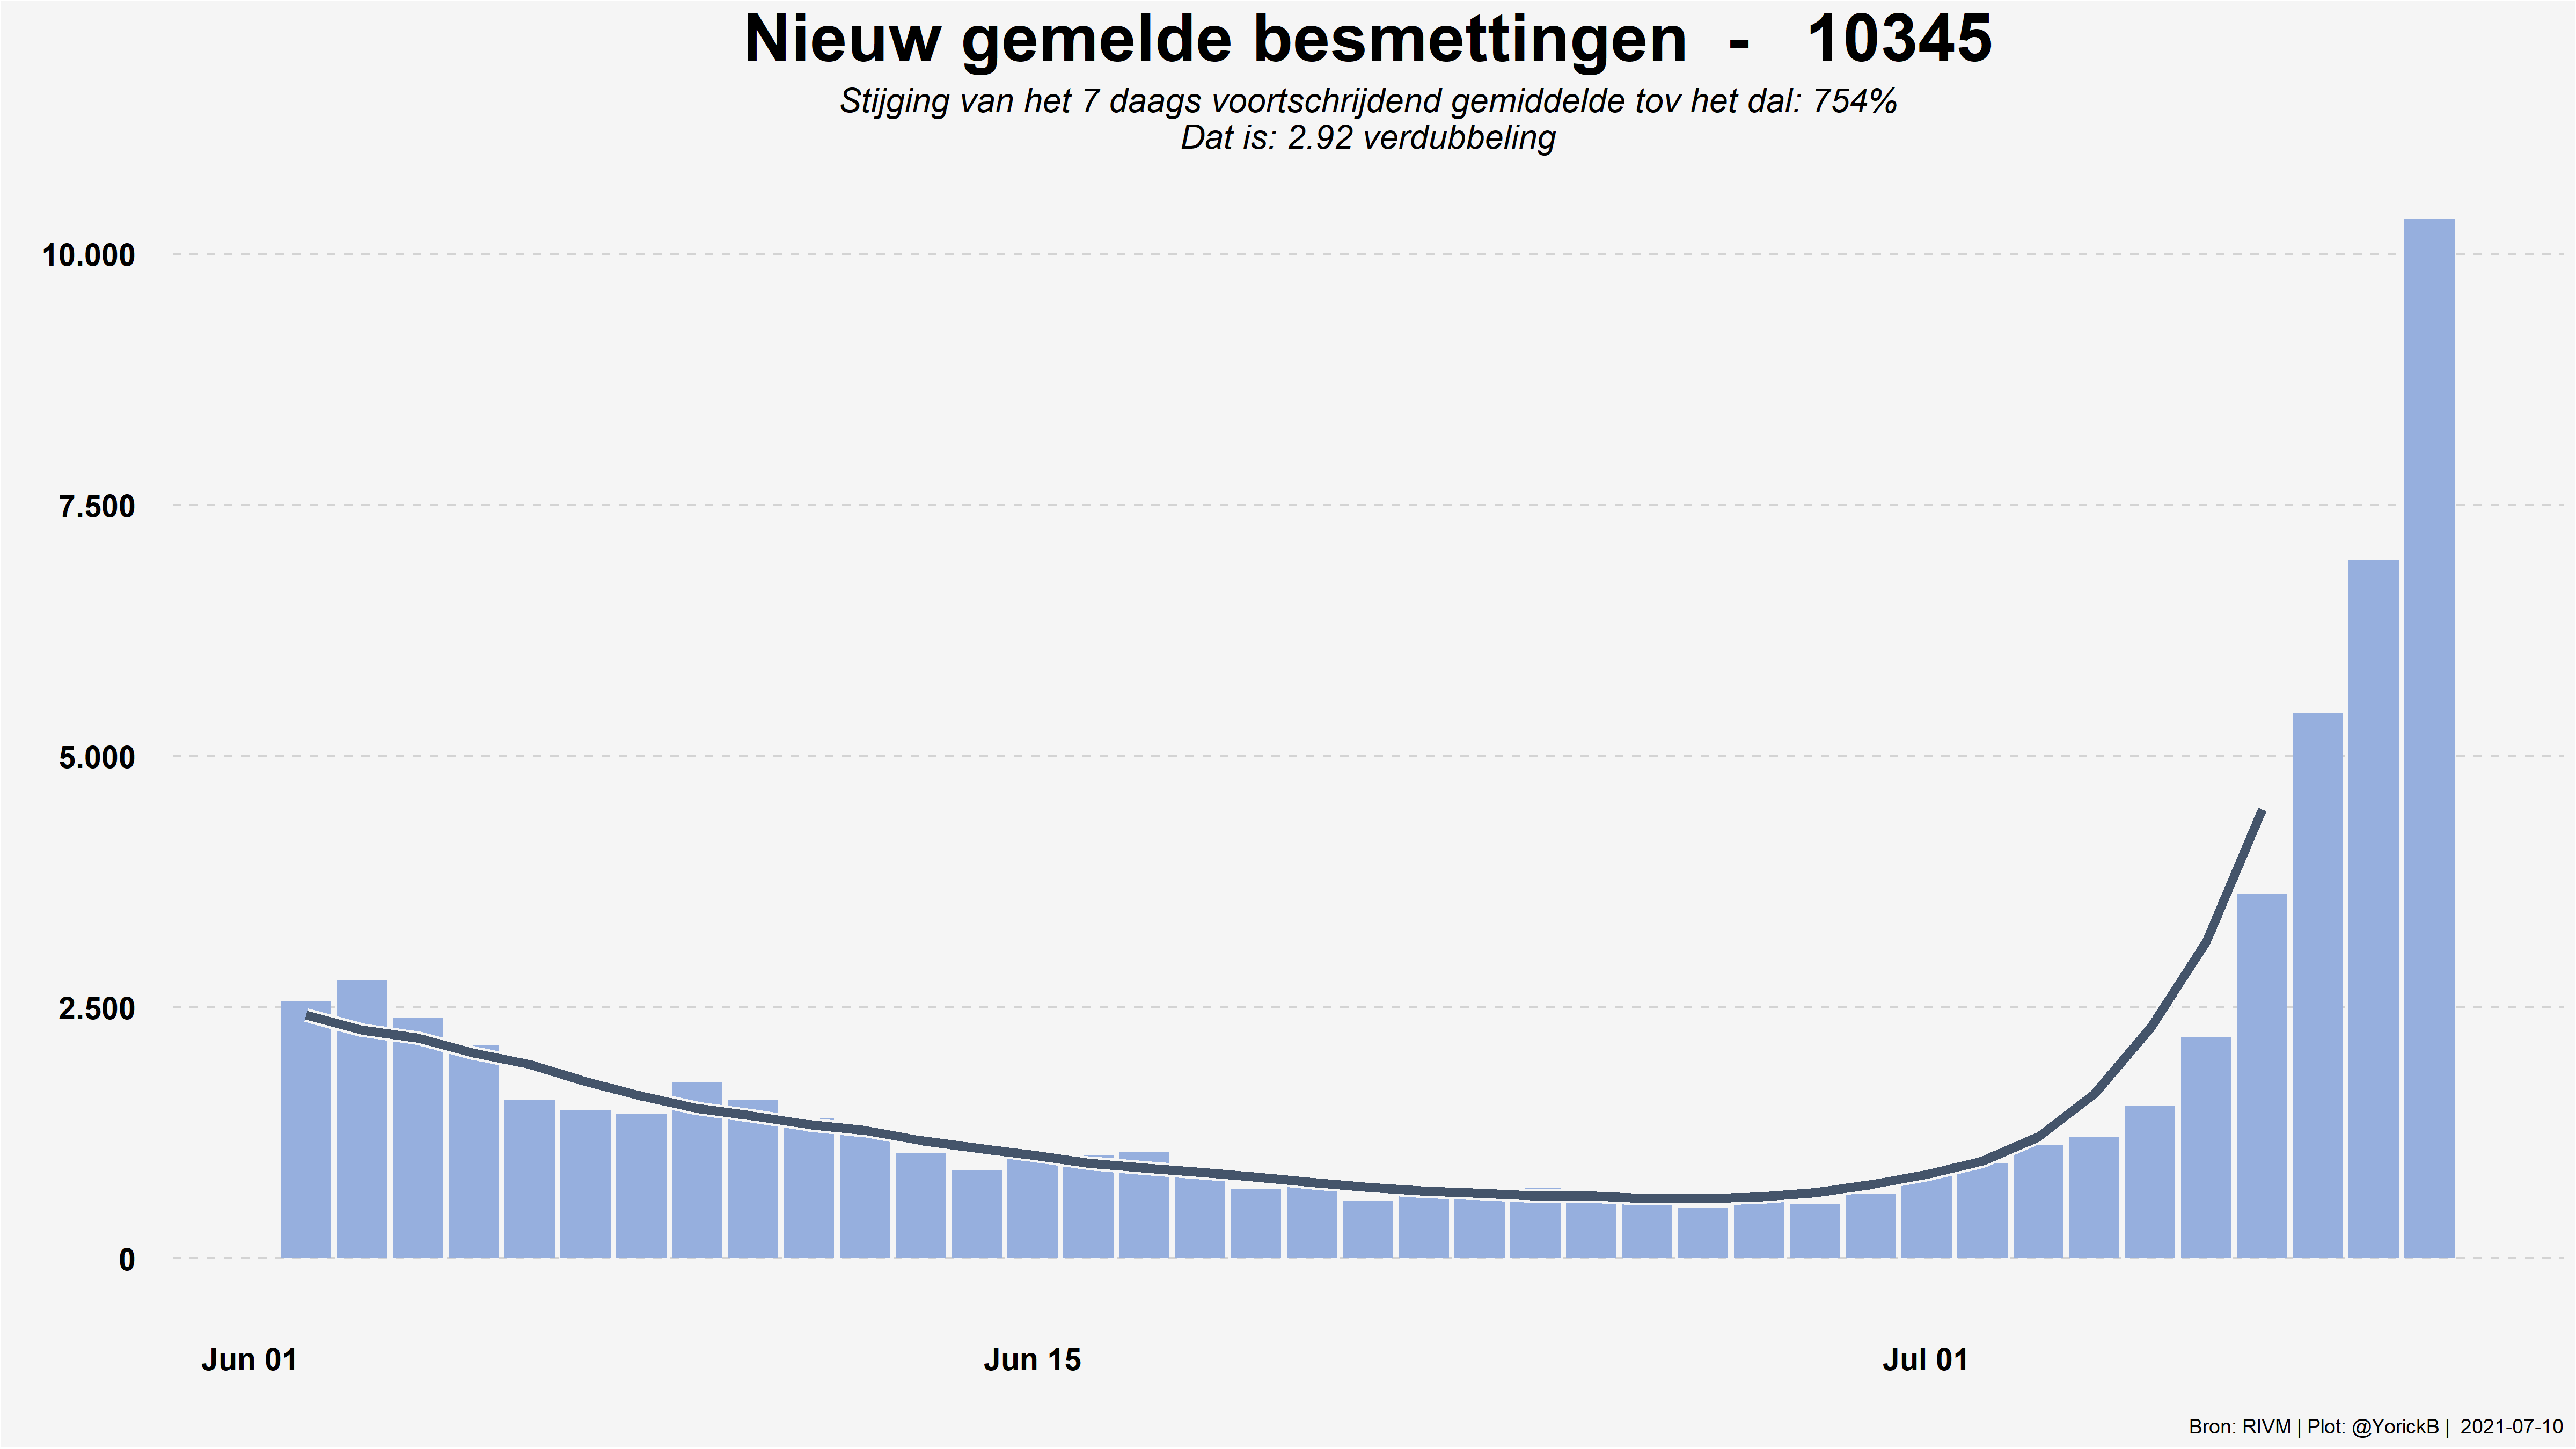 Nieuw gemelde besmettingen - 10345
Stijging van het 7 daags voortschrijdend gemiddelde tov het dal: 754%
Dat is: 2.92 verdubbeling
10.000
7.500
5.000
2.500
0
Jun 01
Jun 15
Jul 01
Bron: RIVM | Plot: @YorickB | 2021-07-10